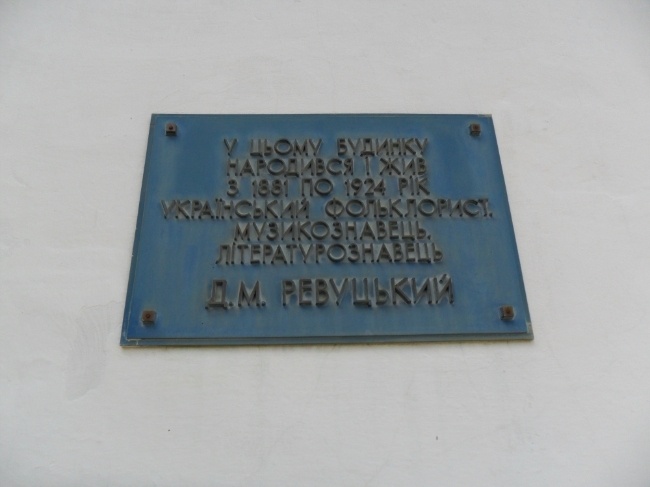 У ЦЬОМУ БУДИНКУ
НАРОДИВСЯ І ЖИВ
З 1881 ПО 1924 РІК
УКРАЇНСЬКИЙ ФОЛЬКЛОРИСТ,
МУЗИКОЗНАВЕЦЬ,
ЛІТЕРАТУРОЗНАВЕЦЬ
Д.М. РЕВУЦЬКИЙ